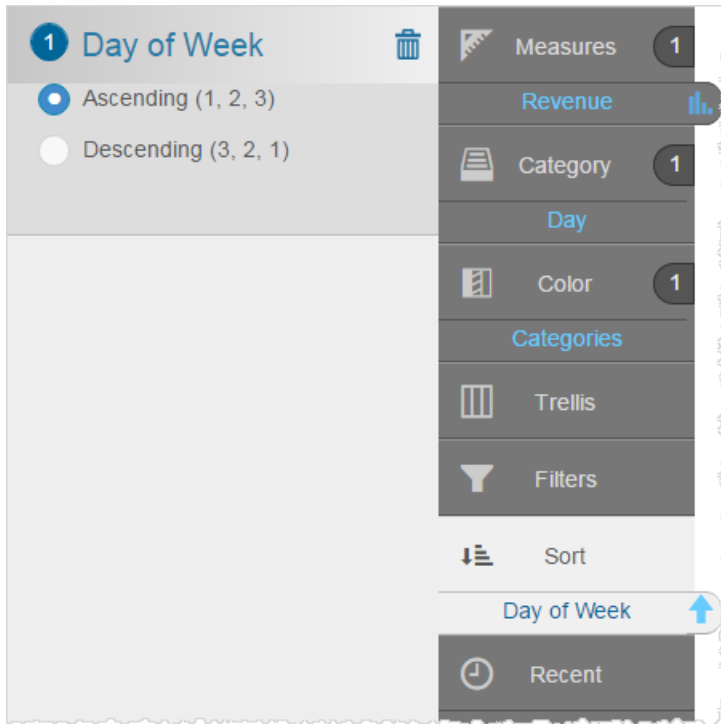 1 Day of Week
Ascending (1, 2, 3)
Descending (3, 2, 1)
Measures 1
Revenue
Category 1
Day
Color 1
Categories
Trellis
Filters
Sort
Day of Week
Recent